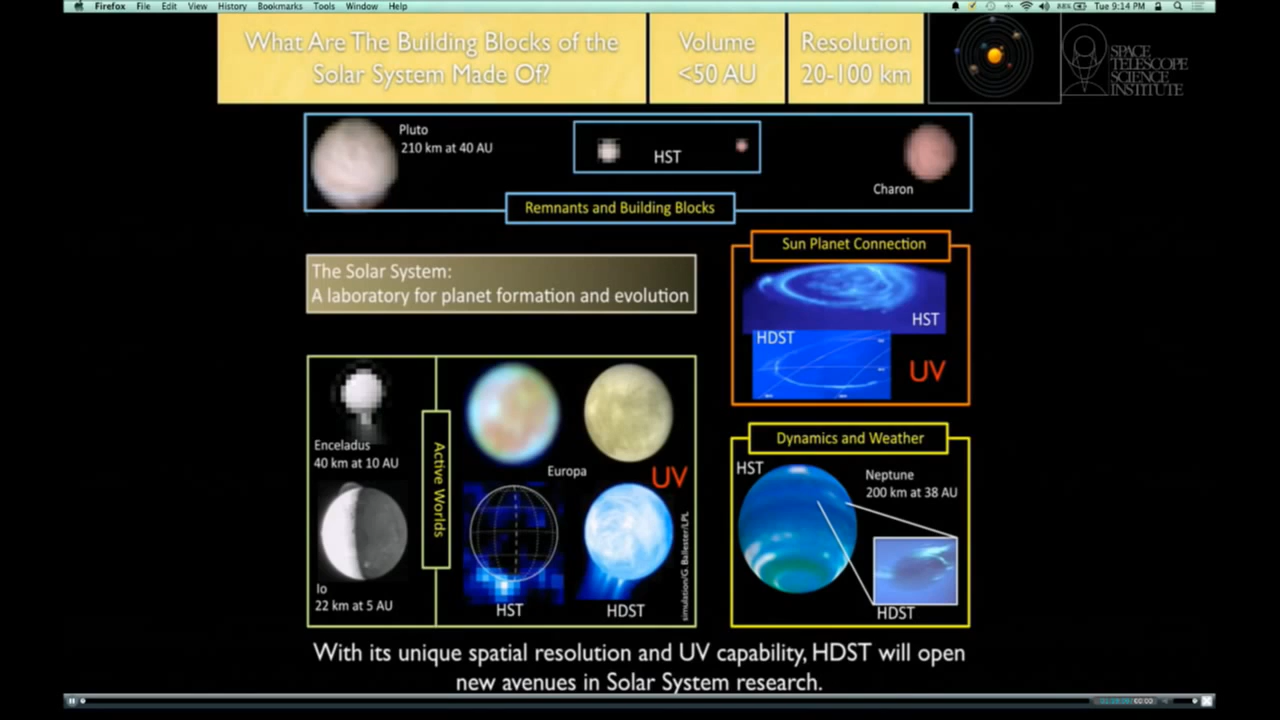 Firefox File Edit View History Bookmarks Tools Window Help
88% Tue 9:14 PM
What Are The Building Blocks of the
Solar System Made Of?
Volume
<50 AU
Resolution
20-100 km
SPACE
TELESCOPE
SCIENCE
INSTITUTE
Pluto
210 km at 40 AU
HST
Charon
Remnants and Building Blocks
The Solar System:
A laboratory for planet formation and evolution
Sun Planet Connection
HST
HDST
UV
Enceladus
40 km at 10 AU
Io
22 km at 5 AU
Active Worlds
Europa
UV
HST
HDST
simulation/G. Ballester/LPL
Dynamics and Weather
HST
Neptune
200 km at 38 AU
HDST
With its unique spatial resolution and UV capability, HDST will open
new avenues in Solar System research.